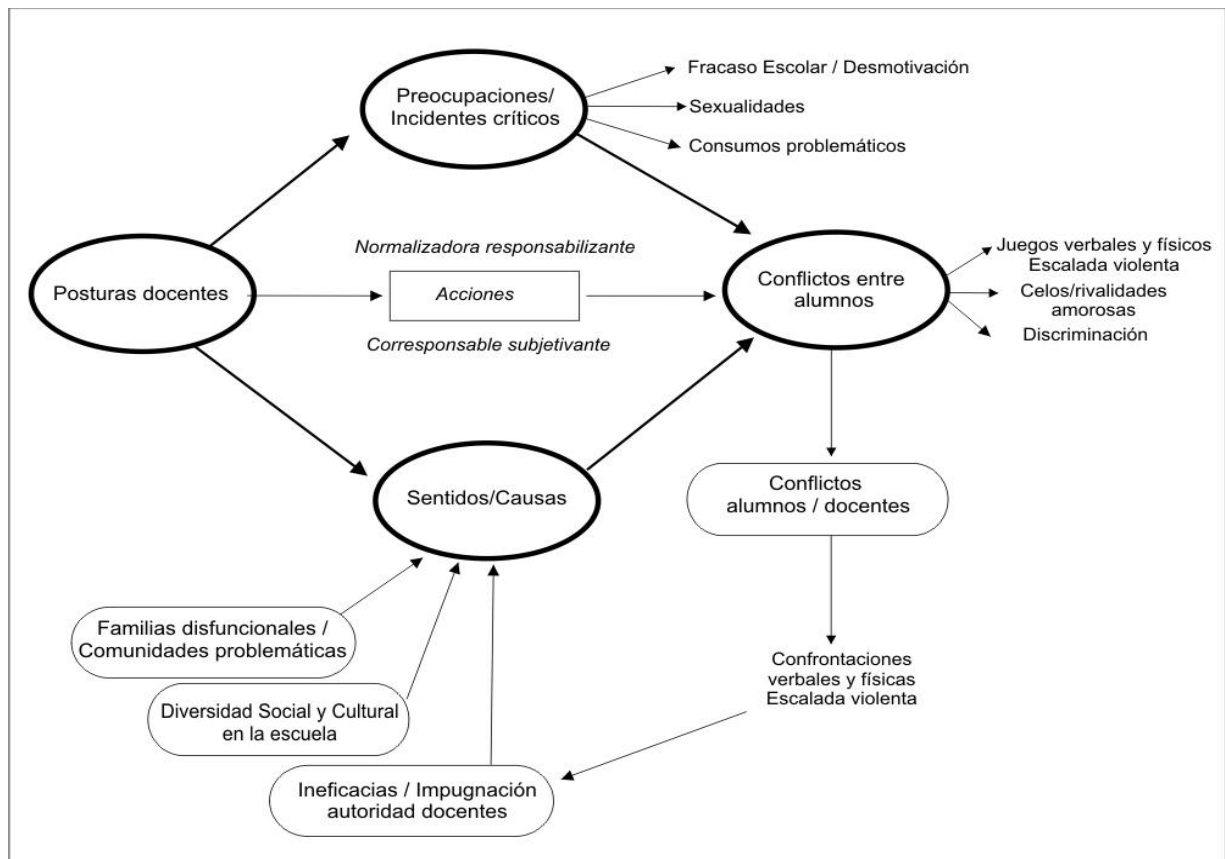 Preocupaciones/
Incidentes críticos
Fracaso Escolar / Desmotivación
Sexualidades
Consumos problemáticos
Posturas docentes
Normalizadora responsabilizante
Acciones
Corresponsable subjetivante
Conflictos entre
alumnos
Juegos verbales y físicos
Escalada violenta
Celos/rivalidades
amorosas
Discriminación
Sentidos/Causas
Conflictos
alumnos / docentes
Familias disfuncionales /
Comunidades problemáticas
Diversidad Social y Cultural
en la escuela
Ineficacias / Impugnación
autoridad docentes
Confrontaciones
verbales y físicas
Escalada violenta